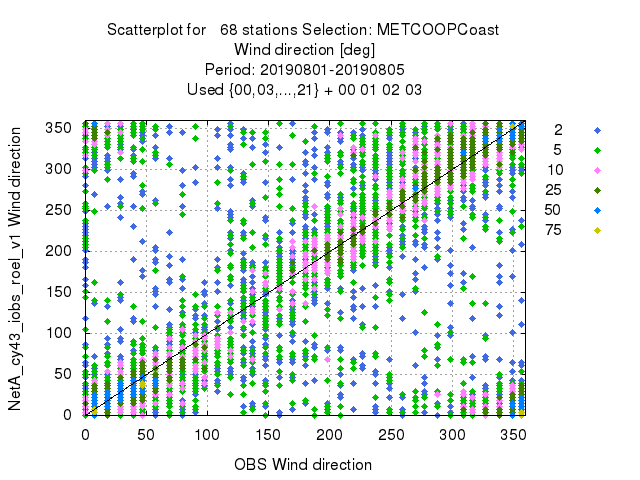 Scatterplot for 68 stations Selection: METCOOPCoast
Wind direction [deg]
Period: 20190801-20190805
Used {00,03,...,21} + 00 01 02 03
NetA_cy43_iobs_roel_v1 Wind direction
350
300
250
200
150
100
50
0
0 50 100 150 200 250 300 350
OBS Wind direction
2
5
10
25
50
75